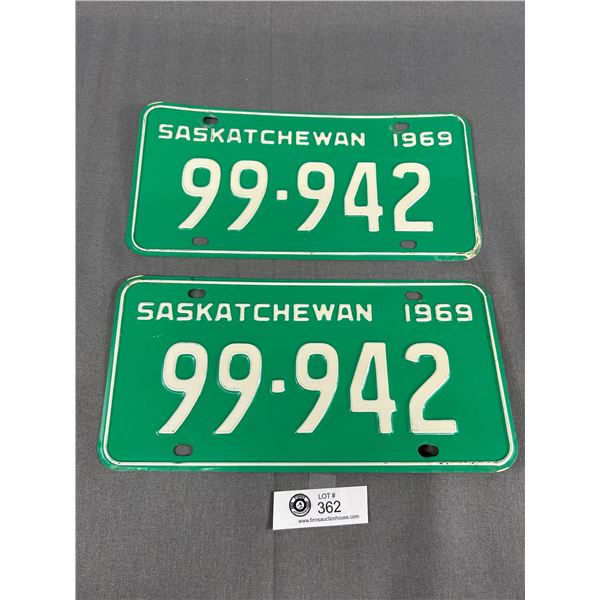 SASKATCHEWAN 1969
99·942
SASKATCHEWAN 1969
99·942
LOT #
362
www.finnsauctionhouse.com